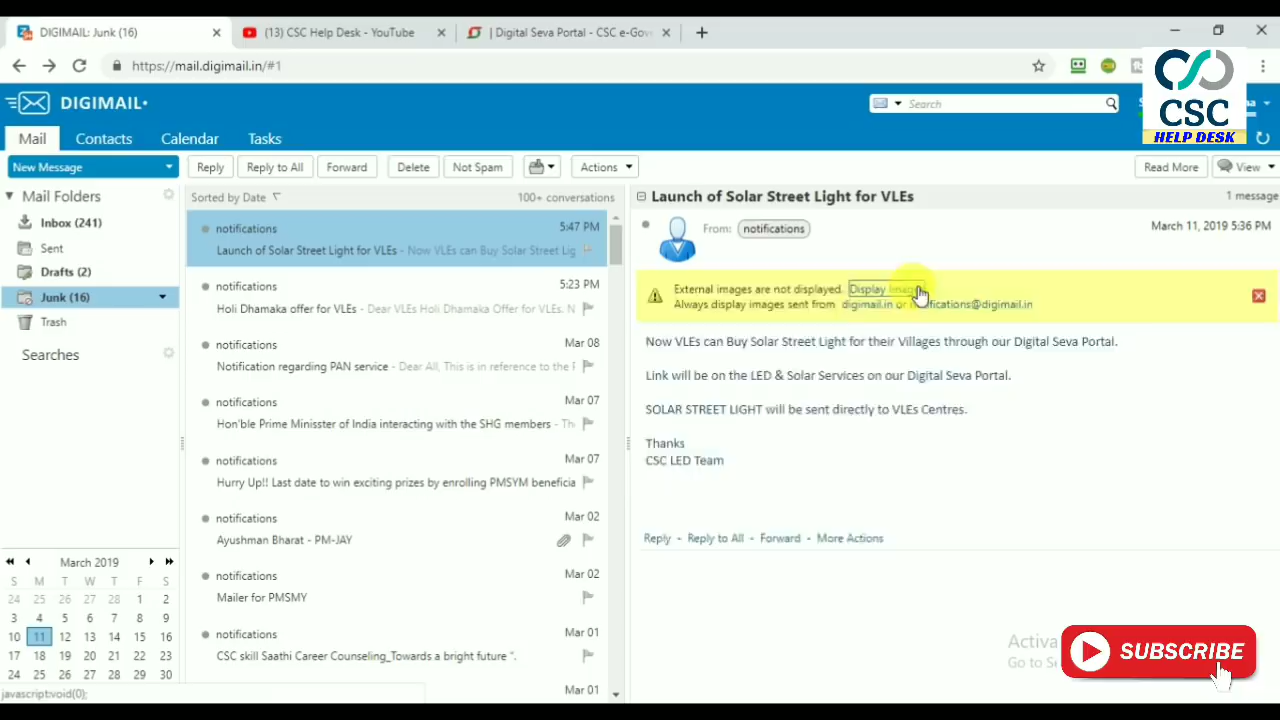 DIGIMAIL: Junk (16)
(13) CSC Help Desk - YouTube
| Digital Seva Portal - CSC e-Gov
https://mail.digimail.in/#1
DIGIMAIL
Search
CSC
HELP DESK
Mail
Contacts
Calendar
Tasks
New Message
Reply
Reply to All
Forward
Delete
Not Spam
Actions
Read More
View
Mail Folders
Inbox (241)
Sent
Drafts (2)
Junk (16)
Trash
Searches
Sorted by Date
100+ conversations
notifications 5:47 PM
Launch of Solar Street Light for VLEs - Now VLEs can Buy Solar Street Lig
notifications 5:23 PM
Holi Dhamaka offer for VLEs - Dear VLEs Holi Dhamaka Offer for VLEs. N
notifications Mar 08
Notification regarding PAN service - Dear All, This is in reference to the F
notifications Mar 07
Hon'ble Prime Minisster of India interacting with the SHG members - Th
notifications Mar 07
Hurry Up!! Last date to win exciting prizes by enrolling PMSYM beneficia
notifications Mar 02
Ayushman Bharat - PM-JAY
notifications Mar 02
Mailer for PMSMY
notifications Mar 01
CSC skill Saathi Career Counseling_Towards a bright future ".
Mar 01
Launch of Solar Street Light for VLEs
1 message
From: notifications
March 11, 2019 5:36 PM
External images are not displayed. Display Images
Always display images sent from digimail.in or notifications@digimail.in
Now VLEs can Buy Solar Street Light for their Villages through our Digital Seva Portal.
Link will be on the LED & Solar Services on our Digital Seva Portal.
SOLAR STREET LIGHT will be sent directly to VLEs Centres.
Thanks
CSC LED Team
Reply - Reply to All - Forward - More Actions
March 2019
S M T W T F S
24 25 26 27 28 1 2
3 4 5 6 7 8 9
10 11 12 13 14 15 16
17 18 19 20 21 22 23
24 25 26 27 28 29 30
javascript:void(0);
Activa
Go to Se
SUBSCRIBE